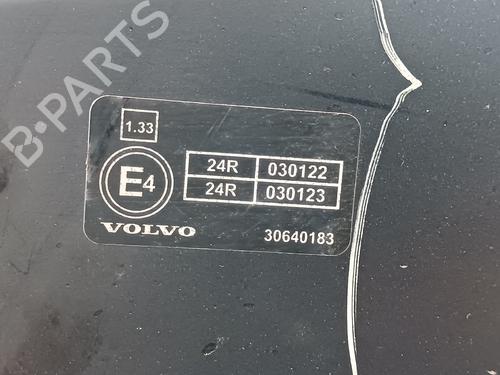 B-PARTS
1.33
E4
24R 030122
24R 030123
VOLVO 30640183